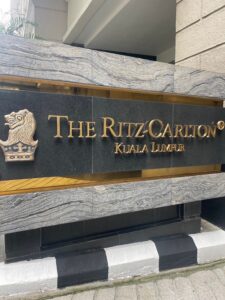 THE RITZ-CARLTON®
KUALA LUMPUR